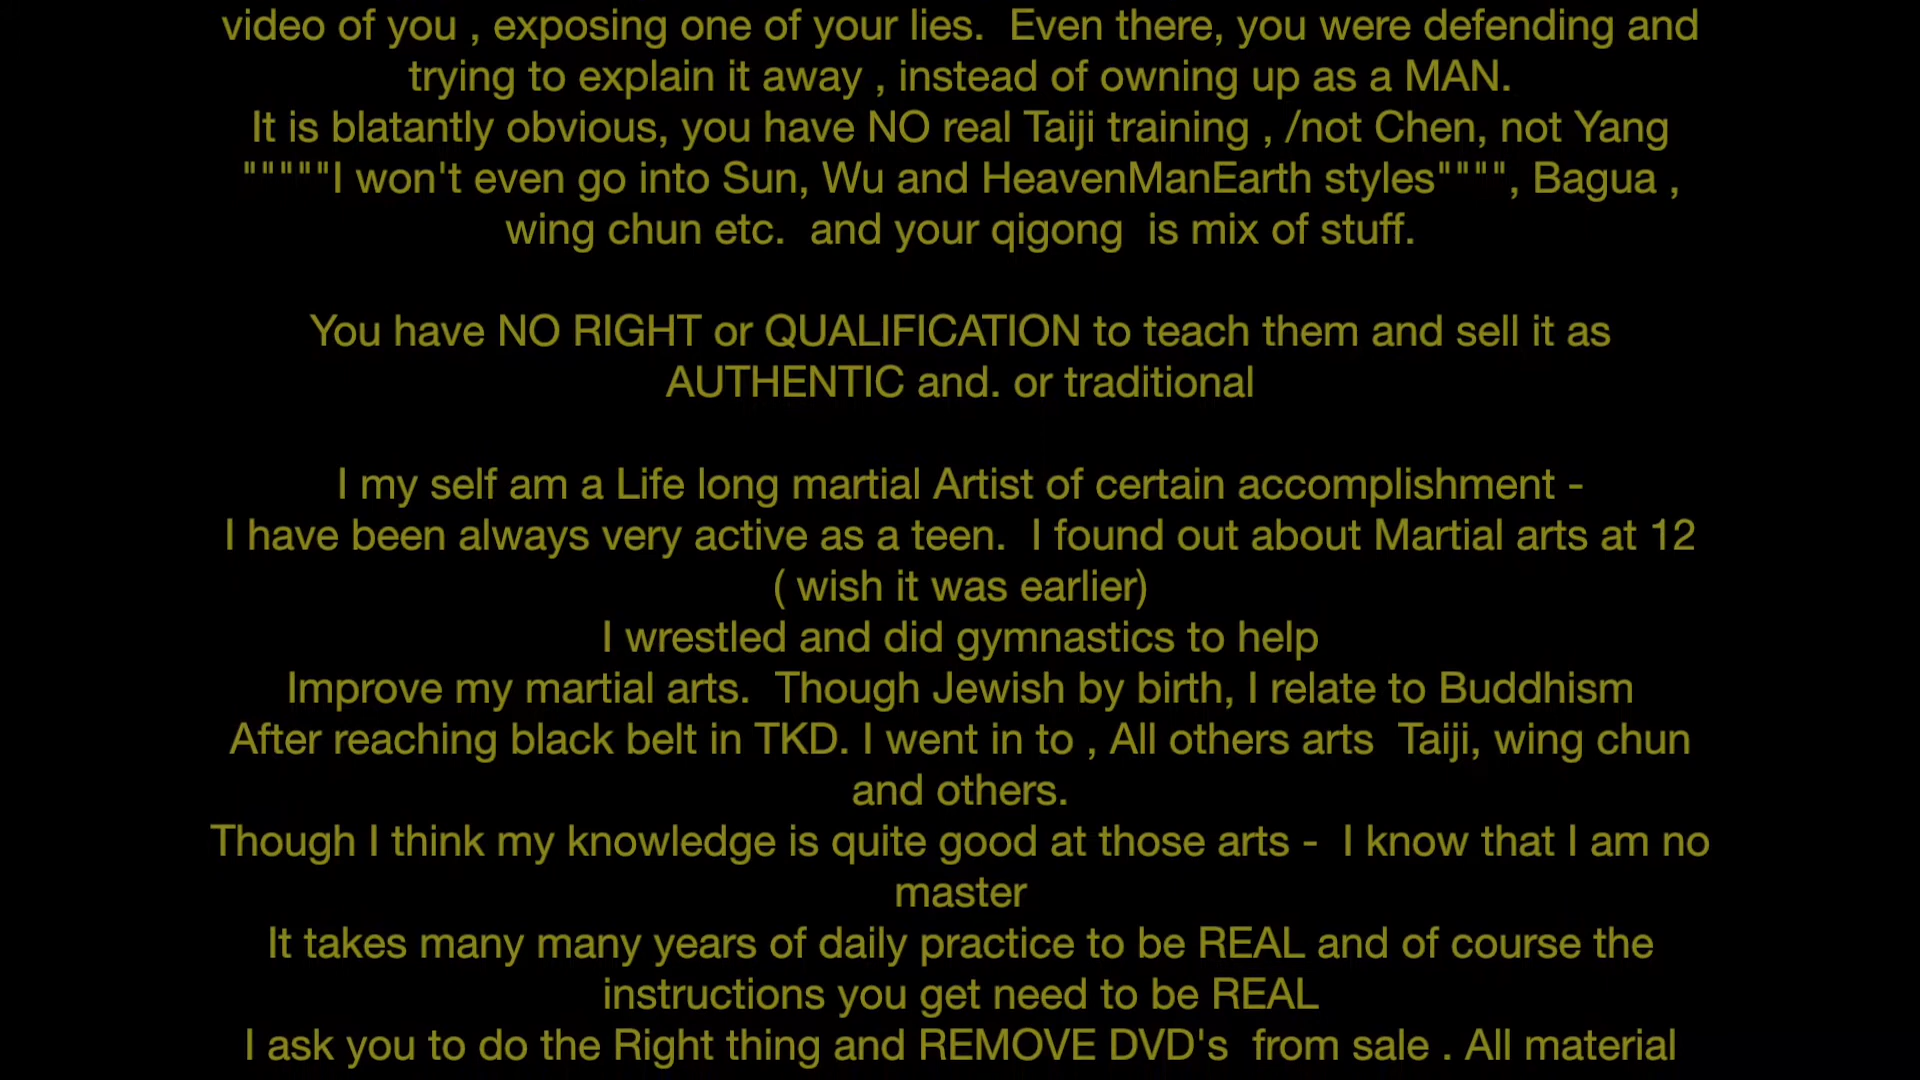 video of you , exposing one of your lies.  Even there, you were defending and
trying to explain it away , instead of owning up as a MAN.
It is blatantly obvious, you have NO real Taiji training , /not Chen, not Yang
"""""I won't even go into Sun, Wu and HeavenManEarth styles"""", Bagua ,
wing chun etc.  and your qigong  is mix of stuff.
You have NO RIGHT or QUALIFICATION to teach them and sell it as
AUTHENTIC and. or traditional
I my self am a Life long martial Artist of certain accomplishment -
I have been always very active as a teen.  I found out about Martial arts at 12
( wish it was earlier)
I wrestled and did gymnastics to help
Improve my martial arts.  Though Jewish by birth, I relate to Buddhism
After reaching black belt in TKD. I went in to , All others arts  Taiji, wing chun
and others.
Though I think my knowledge is quite good at those arts -  I know that I am no
master
It takes many many years of daily practice to be REAL and of course the
instructions you get need to be REAL
I ask you to do the Right thing and REMOVE DVD's  from sale . All material